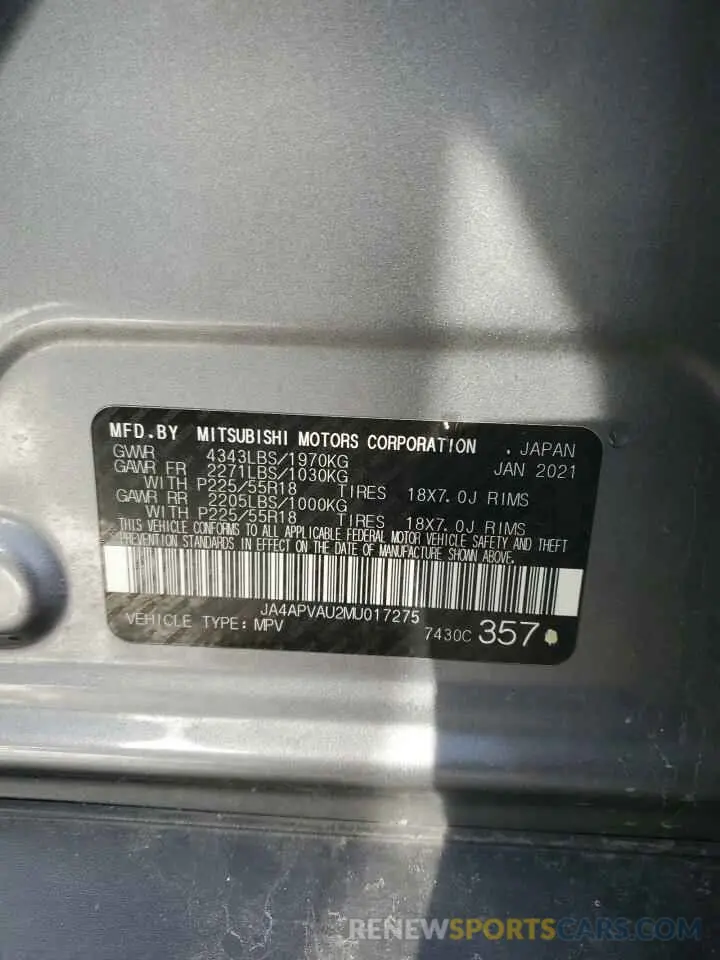 MFD.BY MITSUBISHI MOTORS CORPORATION . JAPAN
GVWR 4343LBS/1970KG JAN 2021
GAWR FR 2271LBS/1030KG
WITH P225/55R18 TIRES 18X7.0J RIMS
GAWR RR 2205LBS/1000KG
WITH P225/55R18 TIRES 18X7.0J RIMS
THIS VEHICLE CONFORMS TO ALL APPLICABLE FEDERAL MOTOR VEHICLE SAFETY AND THEFT
PREVENTION STANDARDS IN EFFECT ON THE DATE OF MANUFACTURE SHOWN ABOVE.
JA4APVAU2MU017275
VEHICLE TYPE: MPV 7430C 357
RENEWSPORTSCARS.COM